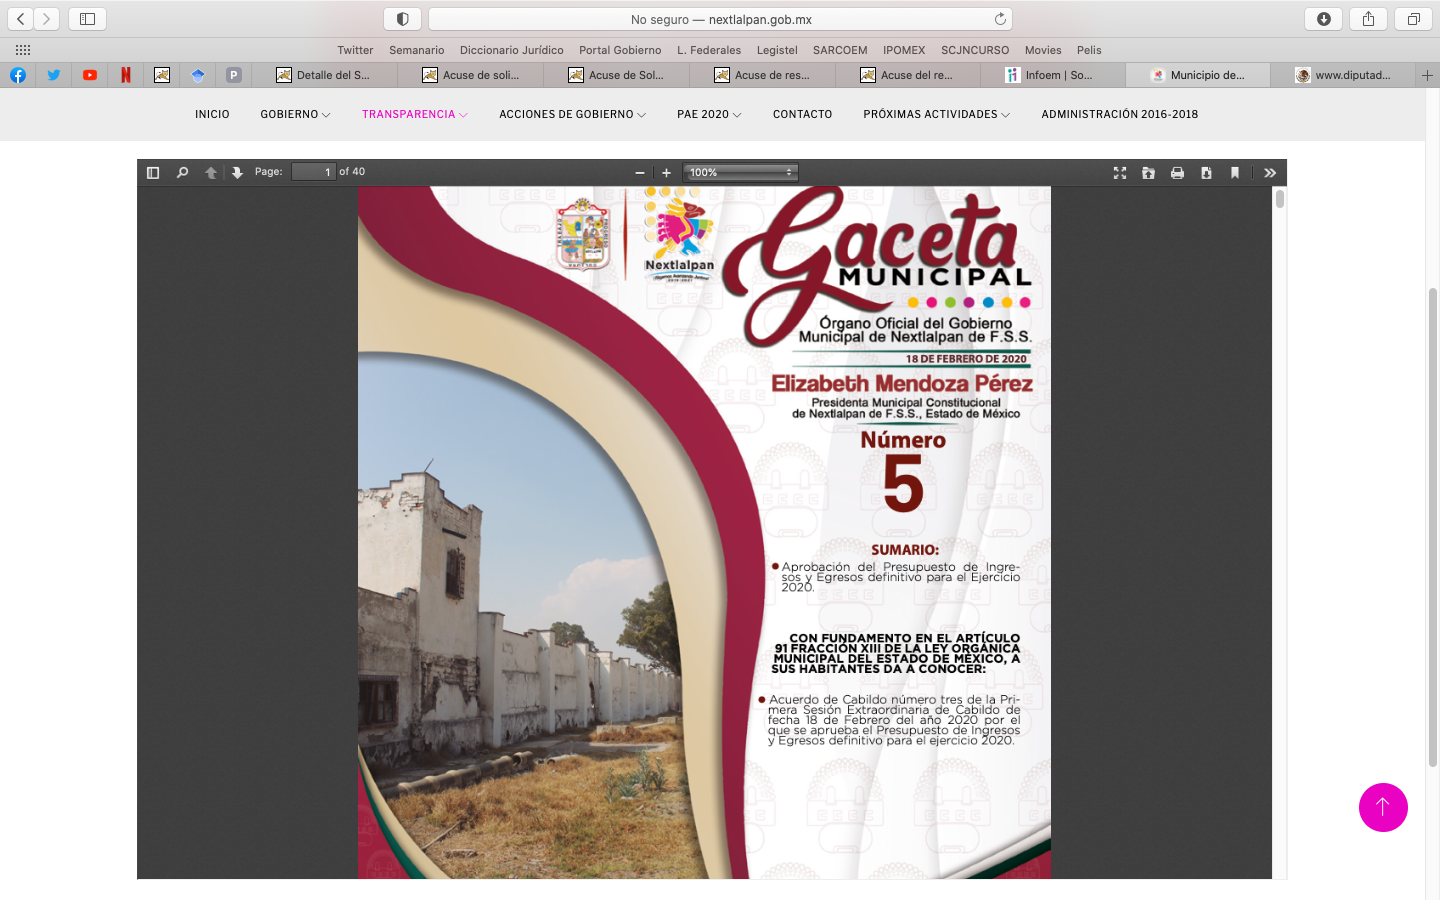 No seguro — nextlalpan.gob.mx
Twitter Semanario Diccionario Jurídico Portal Gobierno L. Federales Legistel SARCOEM IPOMEX SCJNCURSO Movies Pelis
Detalle del S... Acuse de soli... Acuse de Sol... Acuse de res... Acuse del re... Infoem | So... Municipio de... www.diputad...
INICIO GOBIERNO TRANSPARENCIA ACCIONES DE GOBIERNO PAE 2020 CONTACTO PRÓXIMAS ACTIVIDADES ADMINISTRACIÓN 2016-2018
Page: 1 of 40 100%
Nextlalpan
Gaceta
MUNICIPAL
Órgano Oficial del Gobierno
Municipal de Nextlalpan de F.S.S.
18 DE FEBRERO DE 2020
Elizabeth Mendoza Pérez
Presidenta Municipal Constitucional
de Nextlalpan de F.S.S., Estado de México
Número
5
SUMARIO:
Aprobación del Presupuesto de Ingre-
sos y Egresos definitivo para el Ejercicio
2020.
CON FUNDAMENTO EN EL ARTÍCULO
91 FRACCIÓN XIII DE LA LEY ORGÁNICA
MUNICIPAL DEL ESTADO DE MÉXICO, A
SUS HABITANTES DA A CONOCER:
Acuerdo de Cabildo número tres de la Pri-
mera Sesión Extraordinaria de Cabildo de
fecha 18 de Febrero del año 2020 por el
que se aprueba el Presupuesto de Ingresos
y Egresos definitivo para el ejercicio 2020.